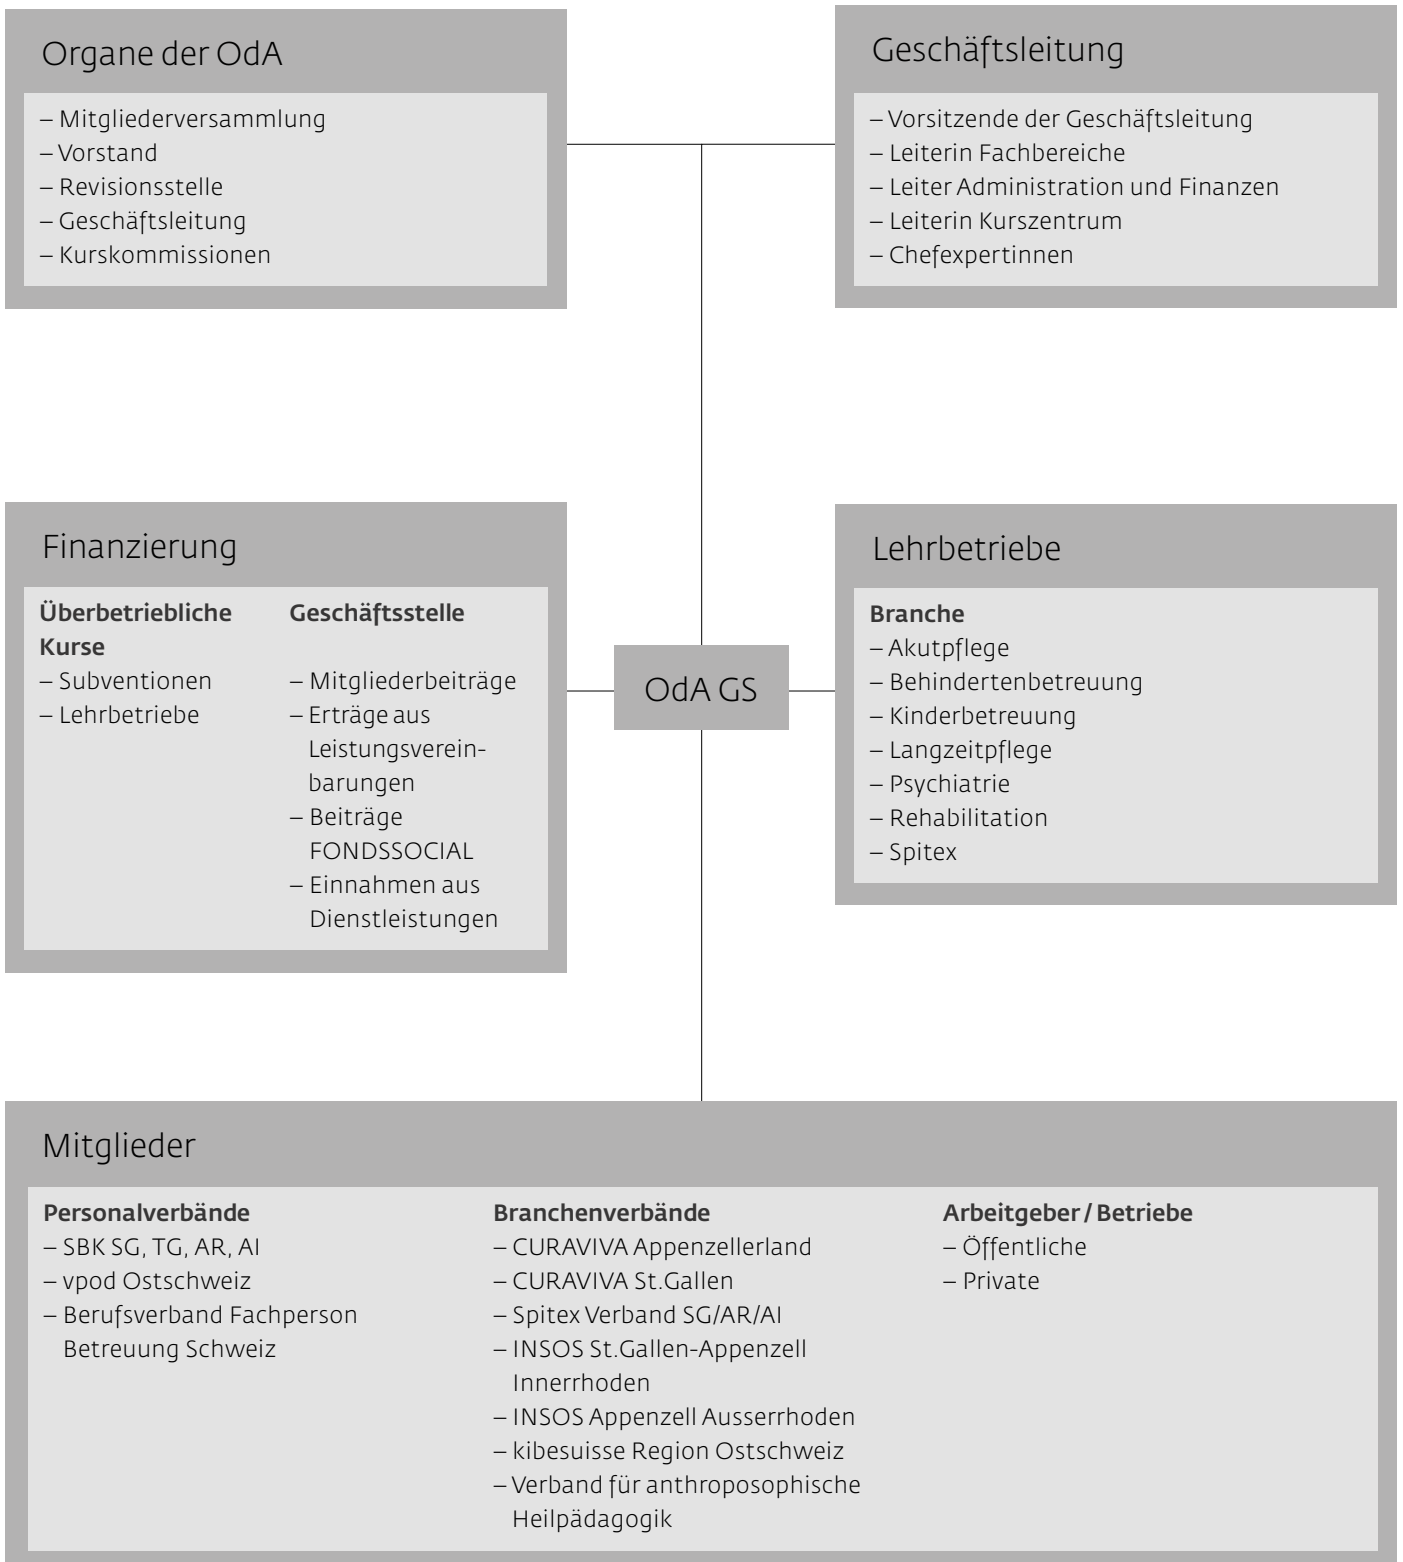 Organe der OdA
– Mitgliederversammlung
– Vorstand
– Revisionsstelle
– Geschäftsleitung
– Kurskommissionen
Geschäftsleitung
– Vorsitzende der Geschäftsleitung
– Leiterin Fachbereiche
– Leiter Administration und Finanzen
– Leiterin Kurszentrum
– Chefexpertinnen
Finanzierung
Überbetriebliche
Kurse
– Subventionen
– Lehrbetriebe
Geschäftsstelle
– Mitgliederbeiträge
– Erträge aus
Leistungsverein-
barungen
– Beiträge
FONDSSOCIAL
– Einnahmen aus
Dienstleistungen
OdA GS
Lehrbetriebe
Branche
– Akutpflege
– Behindertenbetreuung
– Kinderbetreuung
– Langzeitpflege
– Psychiatrie
– Rehabilitation
– Spitex
Mitglieder
Personalverbände
– SBK SG, TG, AR, AI
– vpod Ostschweiz
– Berufsverband Fachperson
Betreuung Schweiz
Branchenverbände
– CURAVIVA Appenzellerland
– CURAVIVA St.Gallen
– Spitex Verband SG/AR/AI
– INSOS St.Gallen-Appenzell
Innerrhoden
– INSOS Appenzell Ausserrhoden
– kibesuisse Region Ostschweiz
– Verband für anthroposophische
Heilpädagogik
Arbeitgeber / Betriebe
– Öffentliche
– Private